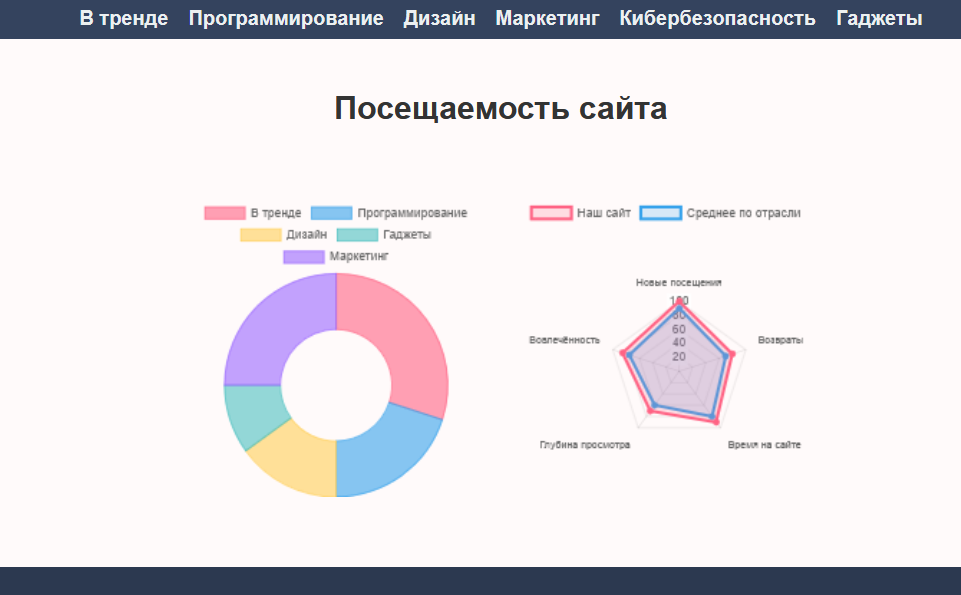 В тренде Программирование Дизайн Маркетинг Кибербезопасность Гаджеты
Посещаемость сайта
В тренде Программирование
Дизайн Гаджеты
Маркетинг
Наш сайт Среднее по отрасли
Новые посещения
100
80
60
40
20
Вовлечённость
Возвраты
Глубина просмотра
Время на сайте